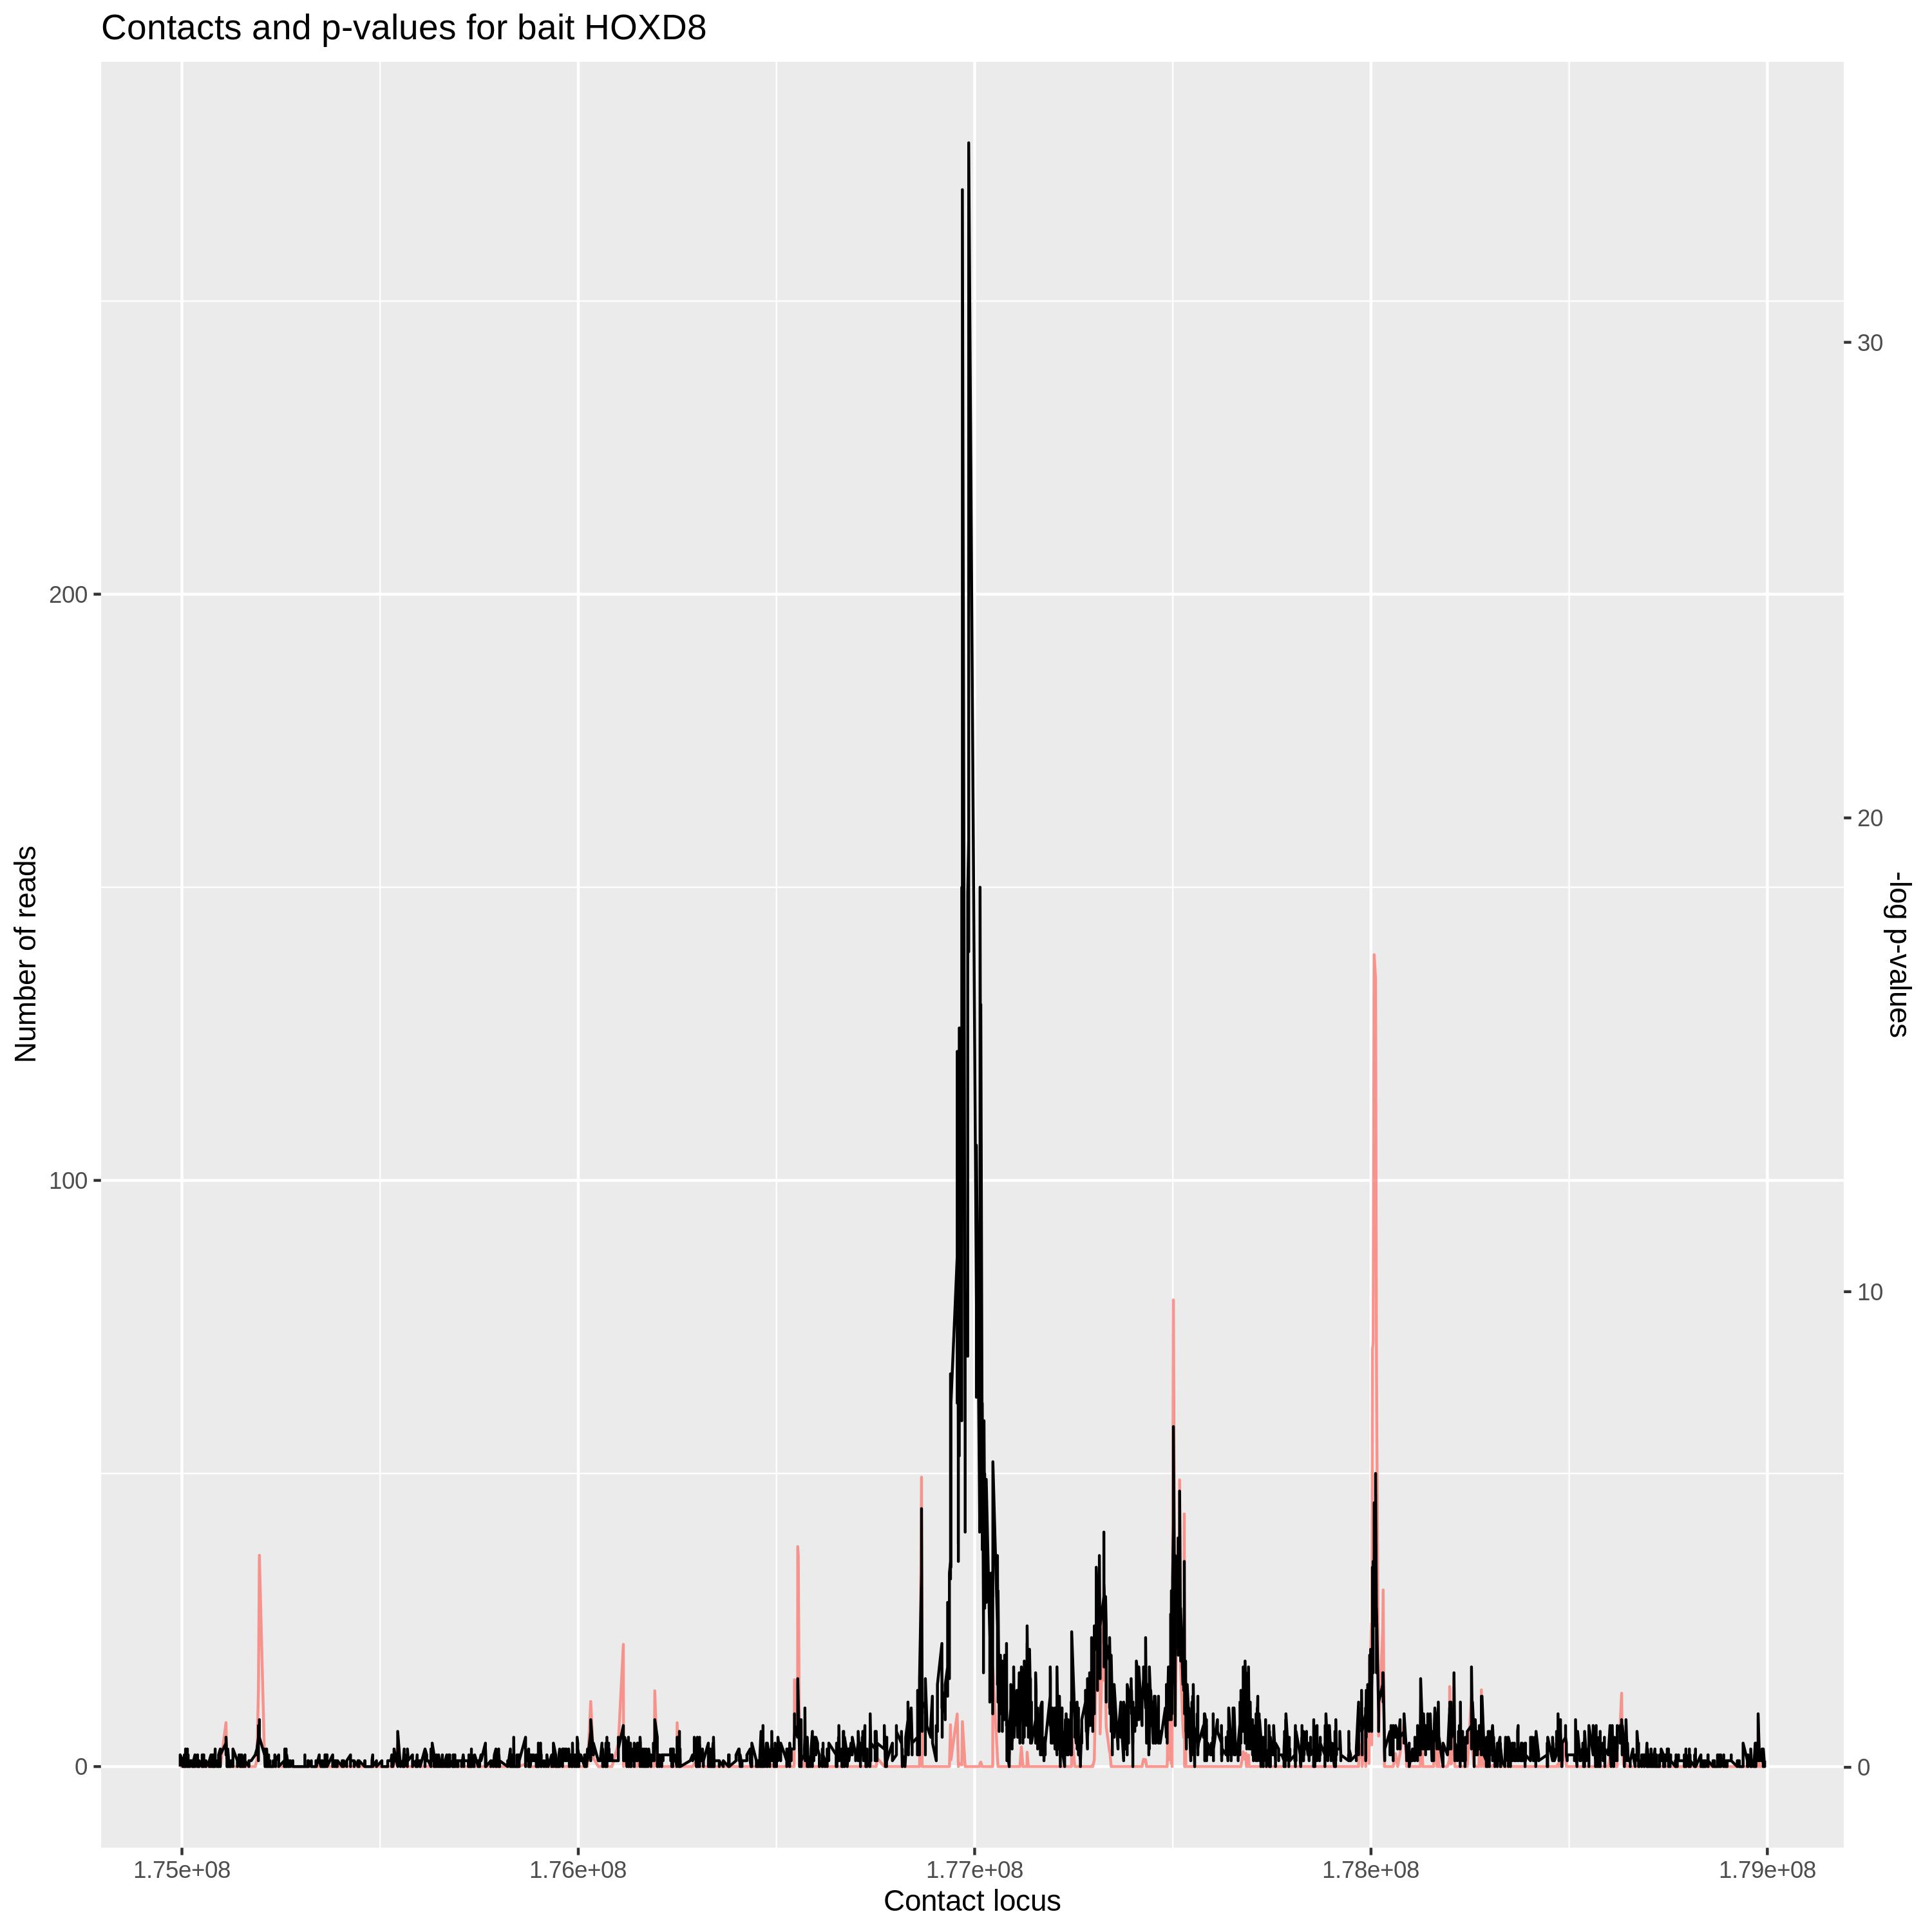 Contacts and p-values for bait HOXD8
Number of reads
200
100
0
30
20
10
0
-log p-values
1.75e+08 1.76e+08 1.77e+08 1.78e+08 1.79e+08
Contact locus